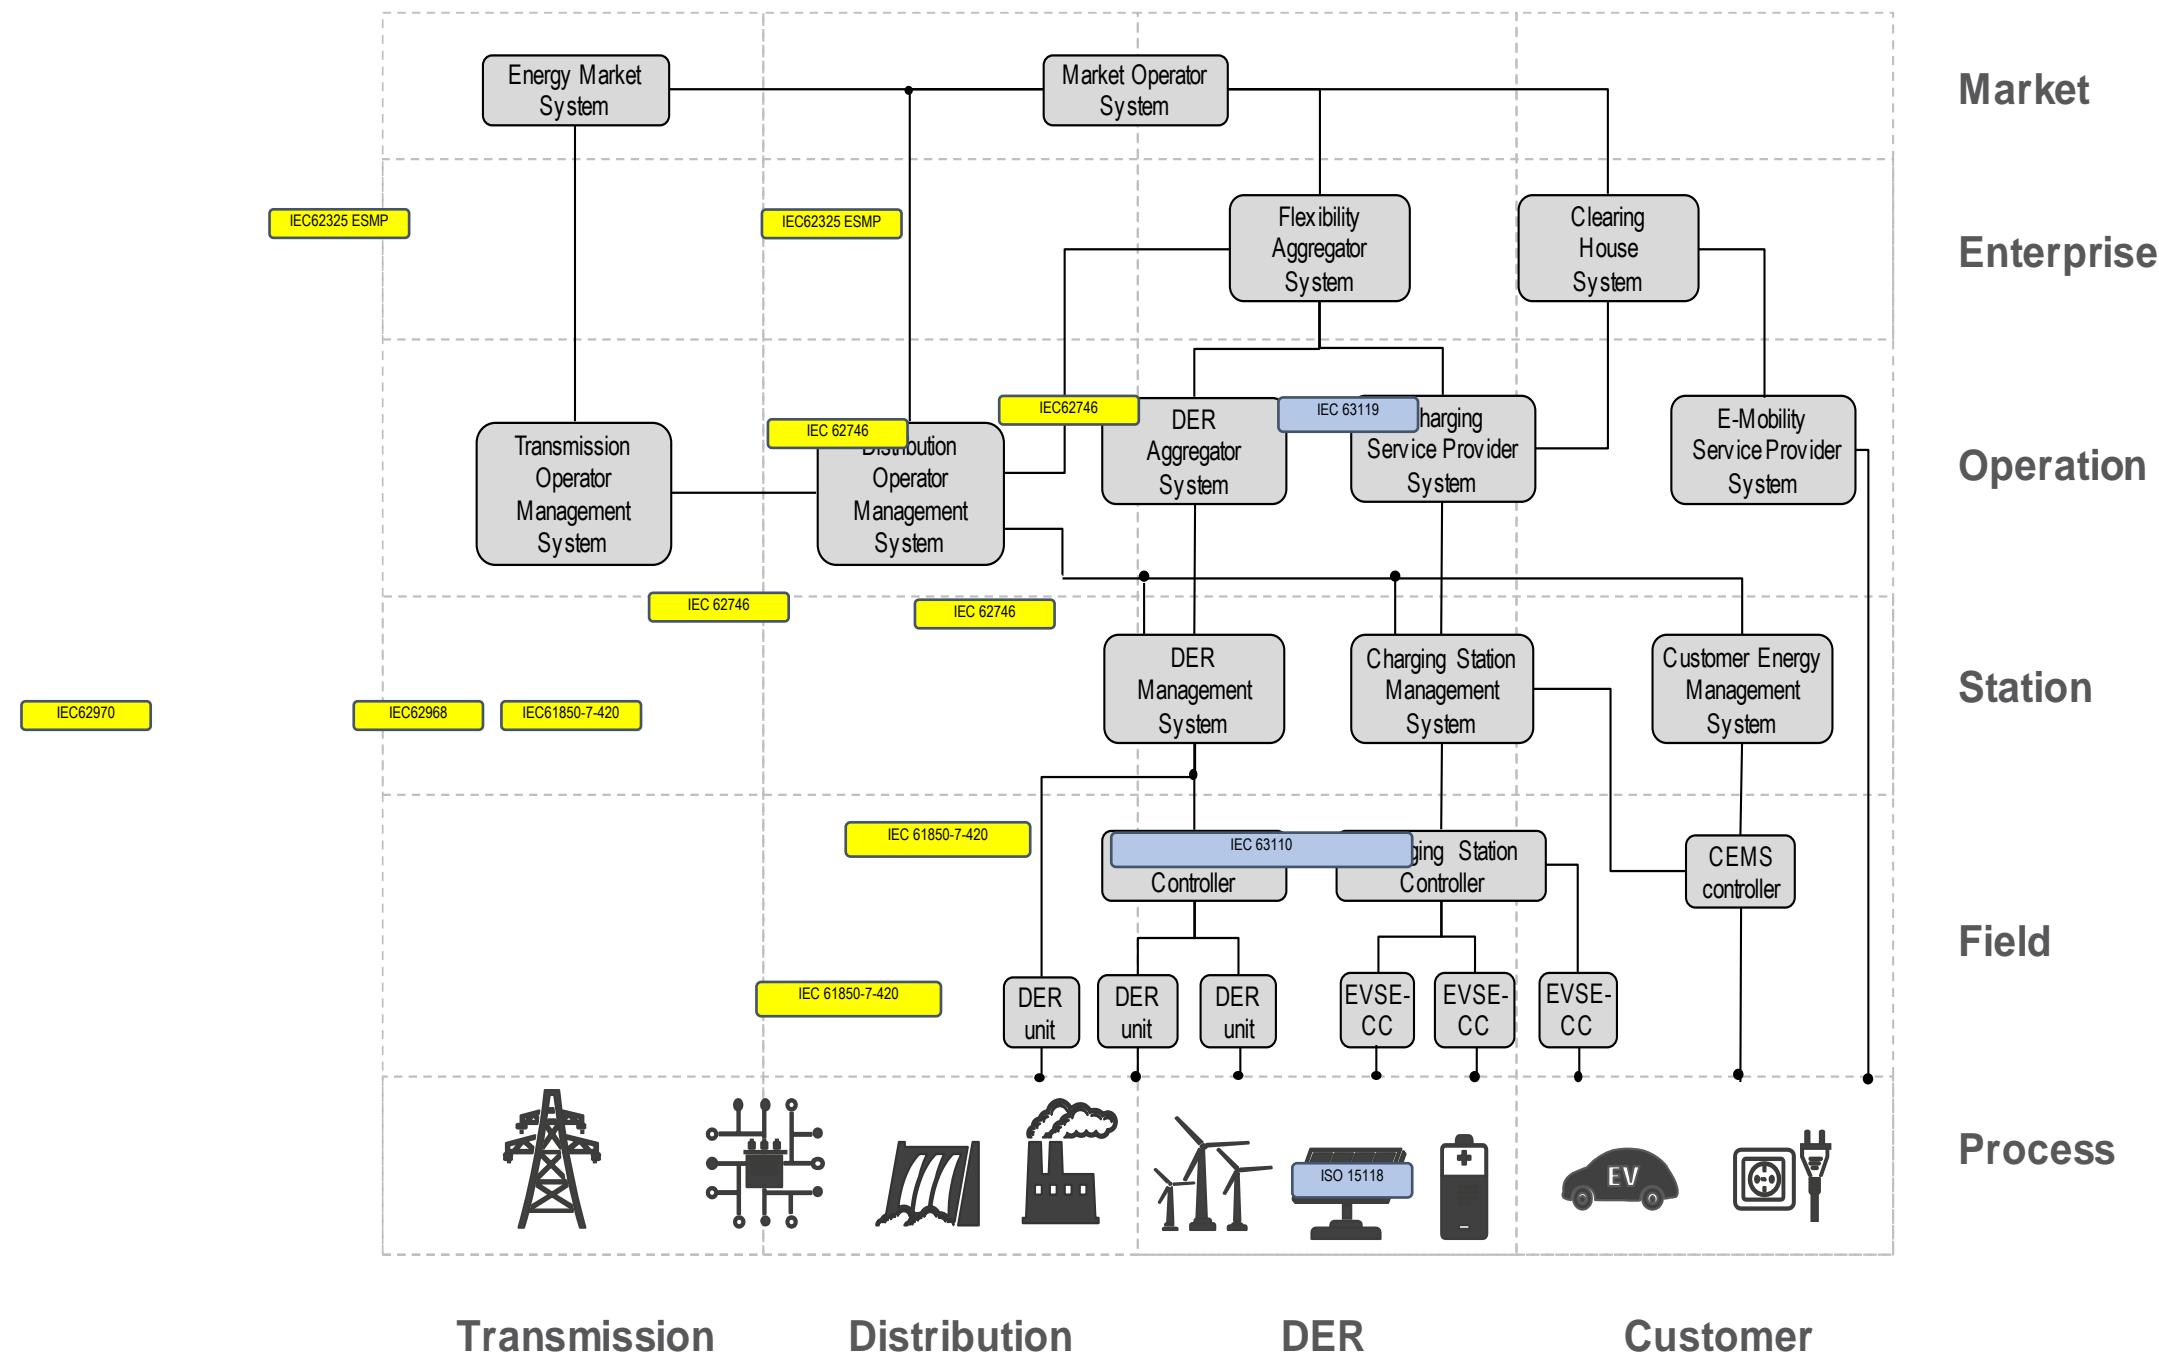 Energy Market
System
Market Operator
System
Market
IEC62325 ESMP
IEC62325 ESMP
Flexibility
Aggregator
System
Clearing
House
System
Enterprise
IEC62746
IEC 62746
IEC 63119
Transmission
Operator
Management
System
Distribution
Operator
Management
System
DER
Aggregator
System
harging
Service Provider
System
E-Mobility
Service Provider
System
Operation
IEC 62746
IEC 62746
IEC62970
IEC62968
IEC61850-7-420
DER
Management
System
Charging Station
Management
System
Customer Energy
Management
System
Station
IEC 61850-7-420
IEC 63110
Controller
ging Station
Controller
CEMS
controller
Field
IEC 61850-7-420
DER
unit
DER
unit
DER
unit
EVSE-
CC
EVSE-
CC
EVSE-
CC
ISO 15118
EV
Process
Transmission
Distribution
DER
Customer